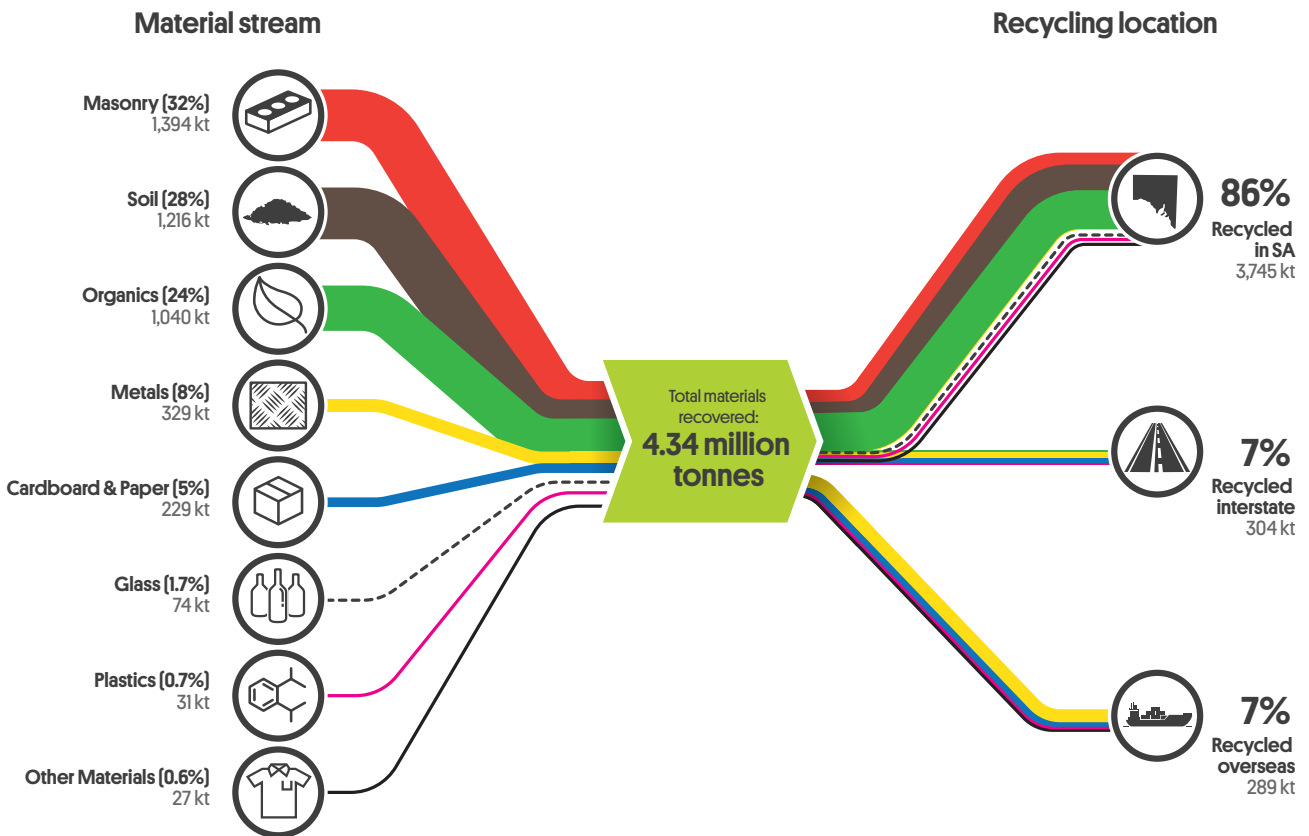 Material stream
Recycling location
Masonry (32%)
1,394 kt
Soil (28%)
1,216 kt
Organics (24%)
1,040 kt
Metals (8%)
329 kt
Cardboard & Paper (5%)
229 kt
Glass (1.7%)
74 kt
Plastics (0.7%)
31 kt
Other Materials (0.6%)
27 kt
Total materials
recovered:
4.34 million
tonnes
86%
Recycled
in SA
3,745 kt
7%
Recycled
interstate
304 kt
7%
Recycled
overseas
289 kt